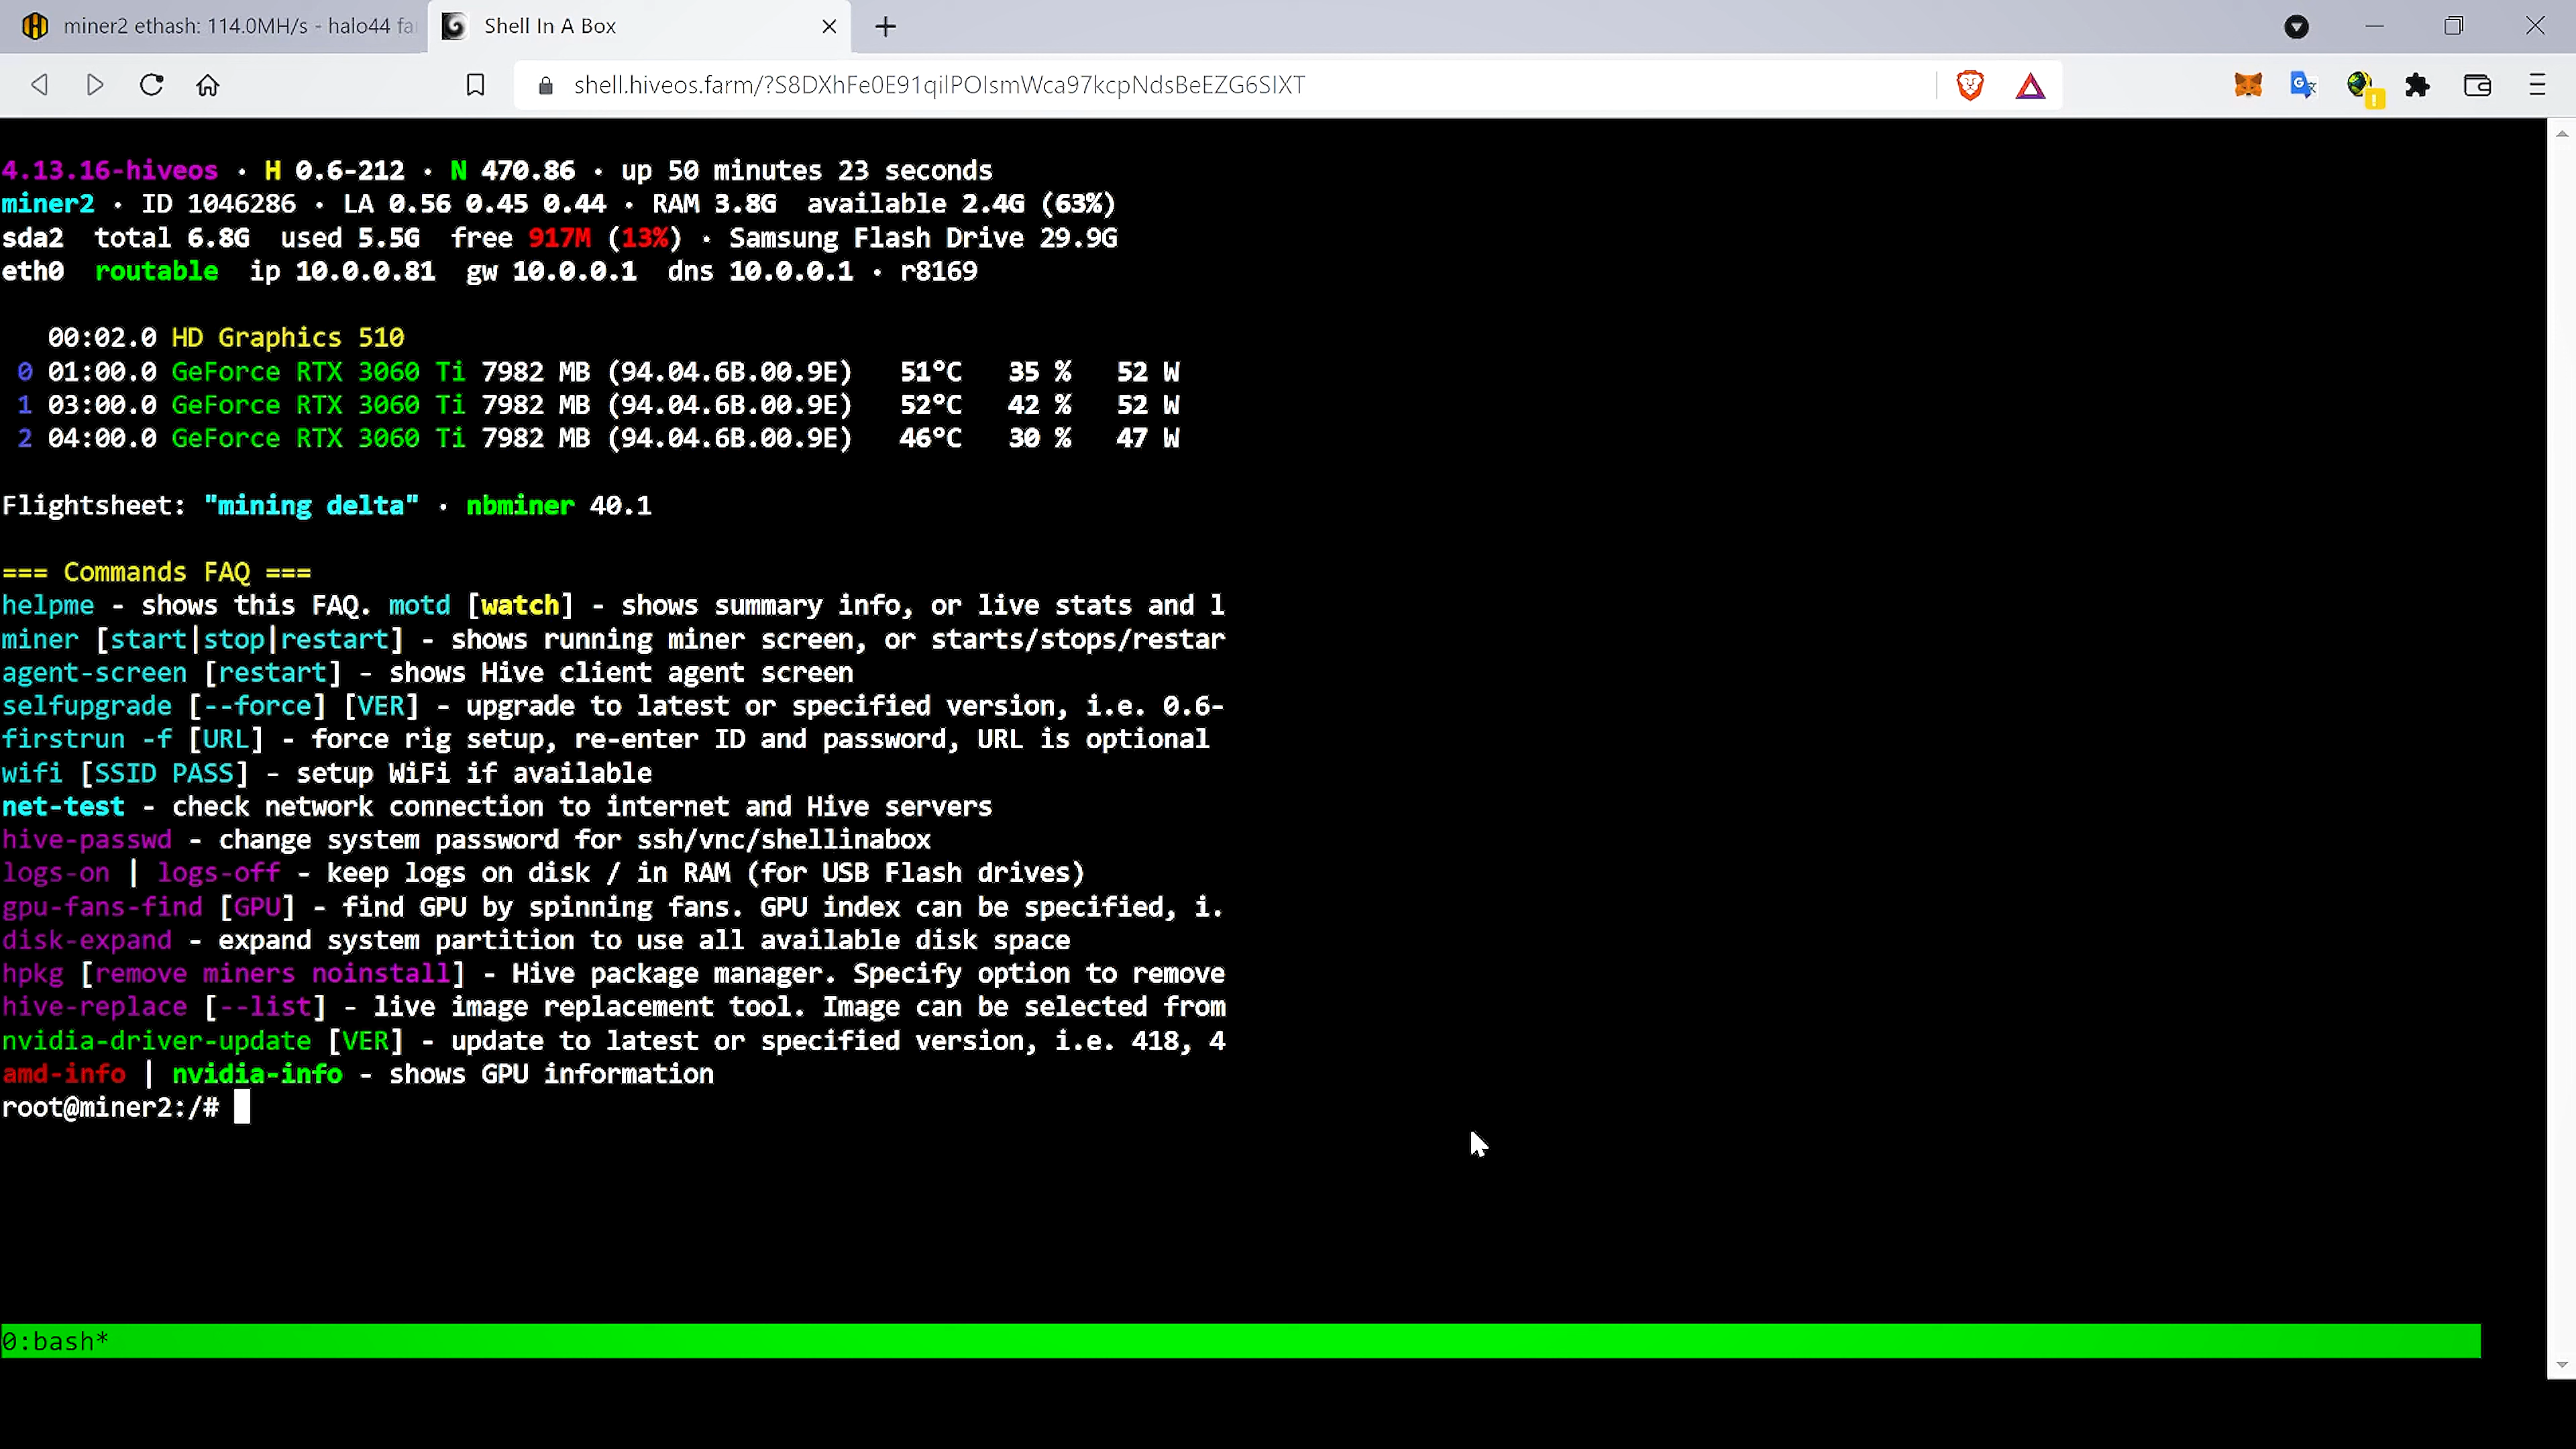 miner2 ethash: 114.0MH/s - halo44 fa
Shell In A Box
shell.hiveos.farm/?S8DXhFe0E91qilPOIsmWca97kcpNdsBeEZG6SIXT
4.13.16-hiveos · H 0.6-212 · N 470.86 · up 50 minutes 23 seconds
miner2 · ID 1046286 · LA 0.56 0.45 0.44 · RAM 3.8G available 2.4G (63%)
sda2 total 6.8G used 5.5G free 917M (13%) · Samsung Flash Drive 29.9G
eth0 routable ip 10.0.0.81 gw 10.0.0.1 dns 10.0.0.1 · r8169
00:02.0 HD Graphics 510
0 01:00.0 GeForce RTX 3060 Ti 7982 MB (94.04.6B.00.9E) 51°C 35 % 52 W
1 03:00.0 GeForce RTX 3060 Ti 7982 MB (94.04.6B.00.9E) 52°C 42 % 52 W
2 04:00.0 GeForce RTX 3060 Ti 7982 MB (94.04.6B.00.9E) 46°C 30 % 47 W
Flightsheet: "mining delta" · nbminer 40.1
=== Commands FAQ ===
helpme - shows this FAQ. motd [watch] - shows summary info, or live stats and l
miner [start|stop|restart] - shows running miner screen, or starts/stops/restar
agent-screen [restart] - shows Hive client agent screen
selfupgrade [--force] [VER] - upgrade to latest or specified version, i.e. 0.6-
firstrun -f [URL] - force rig setup, re-enter ID and password, URL is optional
wifi [SSID PASS] - setup WiFi if available
net-test - check network connection to internet and Hive servers
hive-passwd - change system password for ssh/vnc/shellinabox
logs-on | logs-off - keep logs on disk / in RAM (for USB Flash drives)
gpu-fans-find [GPU] - find GPU by spinning fans. GPU index can be specified, i.
disk-expand - expand system partition to use all available disk space
hpkg [remove miners noinstall] - Hive package manager. Specify option to remove
hive-replace [--list] - live image replacement tool. Image can be selected from
nvidia-driver-update [VER] - update to latest or specified version, i.e. 418, 4
amd-info | nvidia-info - shows GPU information
root@miner2:/#
0:bash*